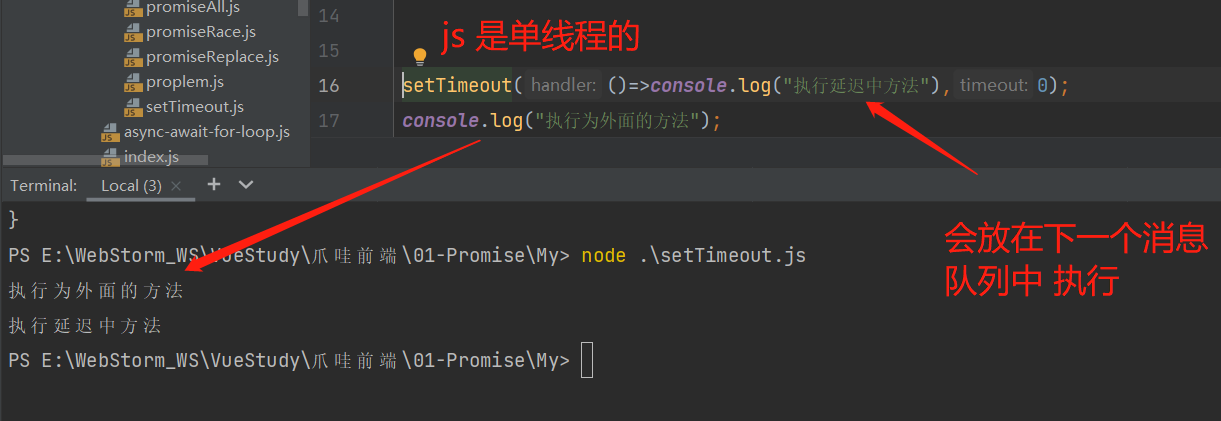 promiseAll.js
promiseRace.js
promiseReplace.js
proplem.js
setTimeout.js
async-await-for-loop.js
index.js
14
15
js 是单线程的
16 setTimeout( handler: ()=>console.log("执行延迟中方法"), timeout: 0);
17 console.log("执行为外面的方法");
Terminal: Local (3) × +
}
PS E:\WebStorm_WS\VueStudy\爪哇前端\01-Promise\My> node .\setTimeout.js
执行为外面的方法
执行延迟中方法
PS E:\WebStorm_WS\VueStudy\爪哇前端\01-Promise\My>
会放在下一个消息
队列中 执行